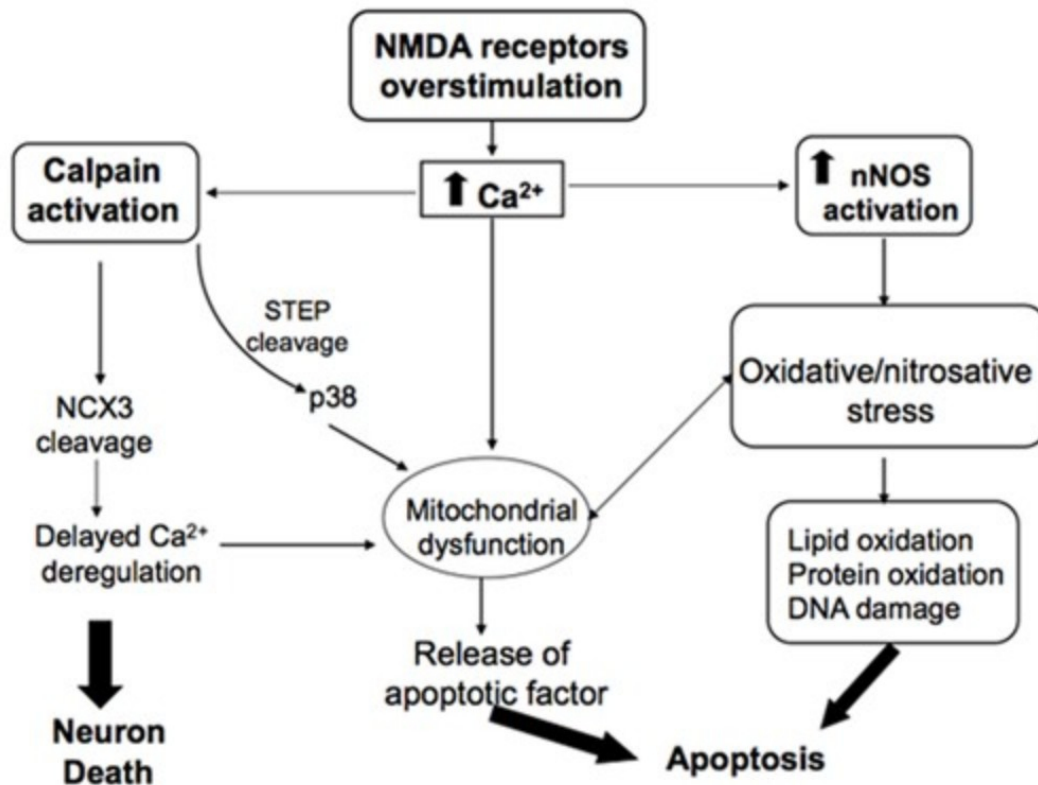 NMDA receptors
overstimulation
Calpain
activation
Ca²⁺
nNOS
activation
STEP
cleavage
p38
Oxidative/nitrosative
stress
NCX3
cleavage
Mitochondrial
dysfunction
Delayed Ca²⁺
deregulation
Lipid oxidation
Protein oxidation
DNA damage
Release of
apoptotic factor
Neuron
Death
Apoptosis